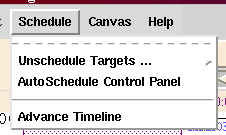 Schedule Canvas Help
Unschedule Targets ...
AutoSchedule Control Panel
Advance Timeline